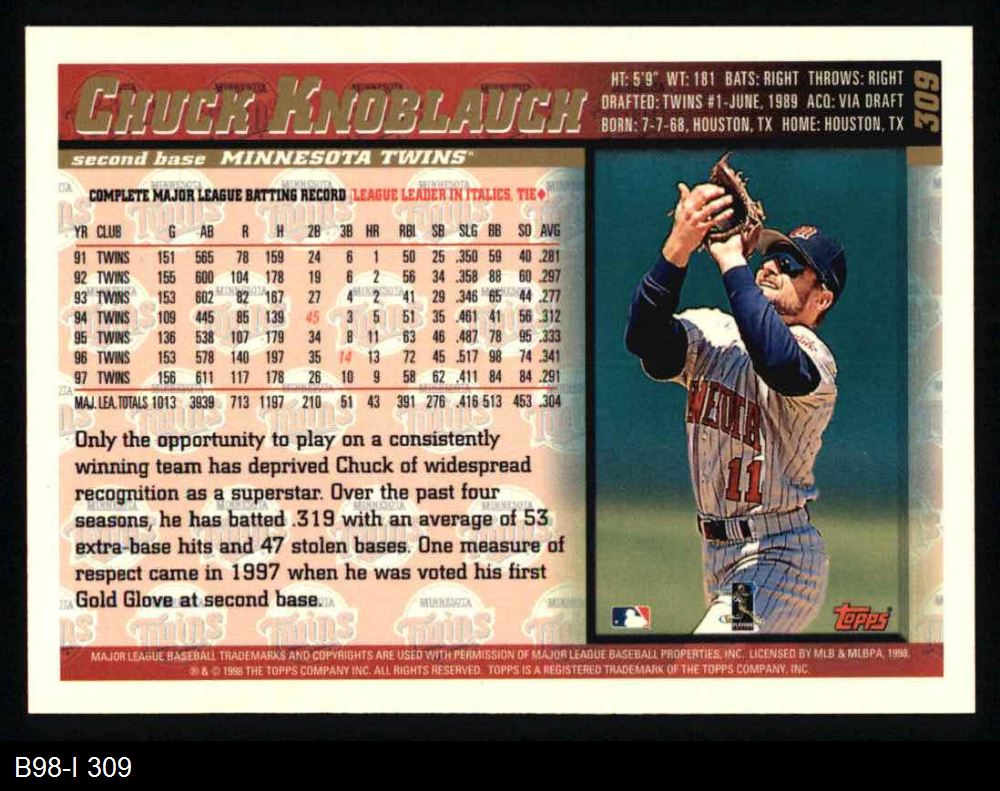 CHUCK KNOBLAUCH
HT: 5'9" WT: 181 BATS: RIGHT THROWS: RIGHT
DRAFTED: TWINS #1-JUNE, 1989 ACQ: VIA DRAFT
BORN: 7-7-68, HOUSTON, TX HOME: HOUSTON, TX
309
second base MINNESOTA TWINS™
COMPLETE MAJOR LEAGUE BATTING RECORD (LEAGUE LEADER IN ITALICS, TIE♦)
YR CLUB G AB R H 2B 3B HR RBI SB SLG BB SO AVG
91 TWINS 151 565 78 159 24 6 1 50 25 .350 59 40 .281
92 TWINS 155 600 104 178 19 6 2 56 34 .358 88 60 .297
93 TWINS 153 602 82 167 27 4 2 41 29 .346 65 44 .277
94 TWINS 109 445 85 139 45 3 5 51 35 .461 41 56 .312
95 TWINS 136 538 107 179 34 8 11 63 46 .487 78 95 .333
96 TWINS 153 578 140 197 35 14 13 72 45 .517 98 74 .341
97 TWINS 156 611 117 178 26 10 9 58 62 .411 84 84 .291
MAJ. LEA. TOTALS 1013 3939 713 1197 210 51 43 391 276 .416 513 453 .304
Only the opportunity to play on a consistently
winning team has deprived Chuck of widespread
recognition as a superstar. Over the past four
seasons, he has batted .319 with an average of 53
extra-base hits and 47 stolen bases. One measure of
respect came in 1997 when he was voted his first
Gold Glove at second base.
11
Topps®
MAJOR LEAGUE BASEBALL TRADEMARKS AND COPYRIGHTS ARE USED WITH PERMISSION OF MAJOR LEAGUE BASEBALL PROPERTIES, INC. LICENSED BY MLB & MLBPA, 1998.
℗ & © 1998 THE TOPPS COMPANY, INC. ALL RIGHTS RESERVED. TOPPS IS A REGISTERED TRADEMARK OF THE TOPPS COMPANY, INC.
B98-I 309